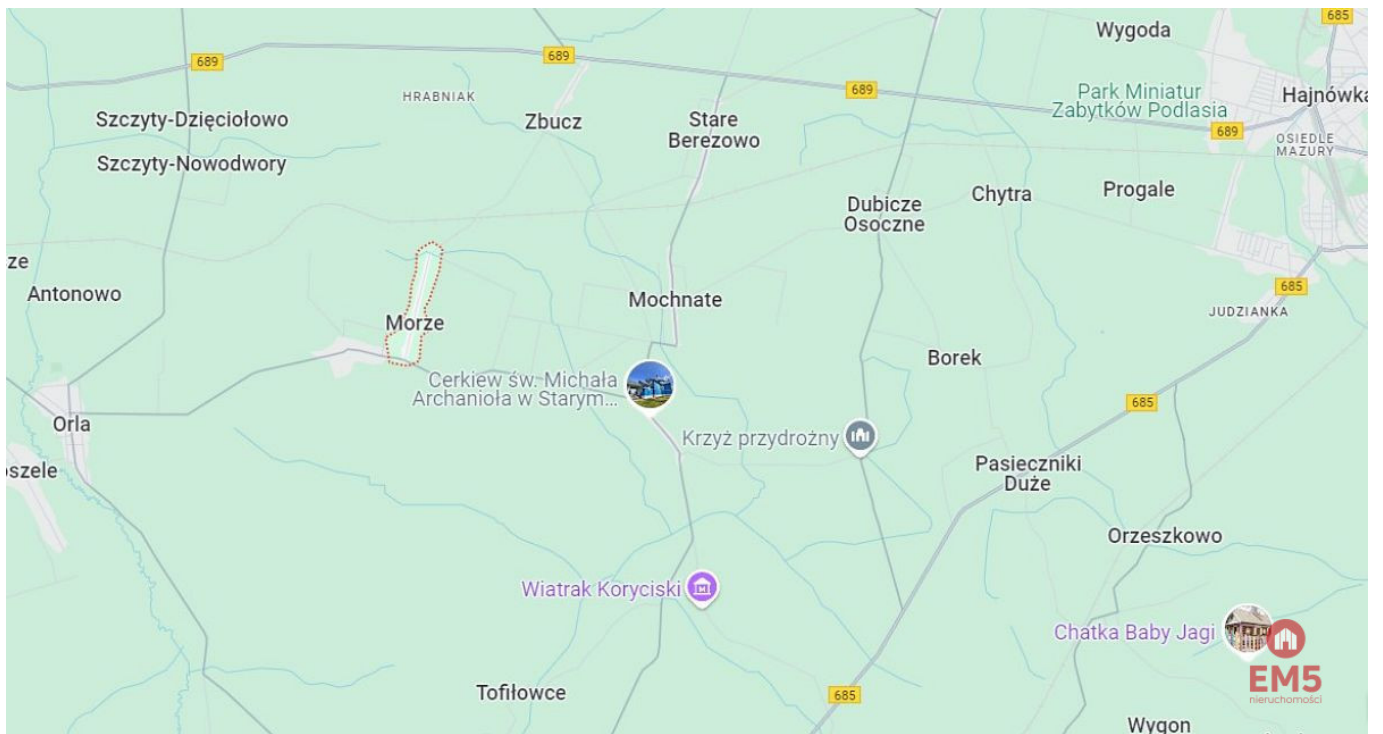 685
Wygoda
689
689
HRABNIAK
689
Park Miniatur
Zabytków Podlasia
Hajnówka
Szczyty-Dzięciołowo
Zbucz
Stare
Berezowo
689
OSIEDLE
MAZURY
Szczyty-Nowodwory
Chytra
Progale
Dubicze
Osoczne
ze
Antonowo
Mochnate
685
JUDZIANKA
Morze
Borek
Cerkiew św. Michała
Archanioła w Starym...
685
Orla
Krzyż przydrożny
szele
Pasieczniki
Duże
Orzeszkowo
Wiatrak Koryciski
Chatka Baby Jagi
EM5
nieruchomości
Tofiłowce
685
Wygon